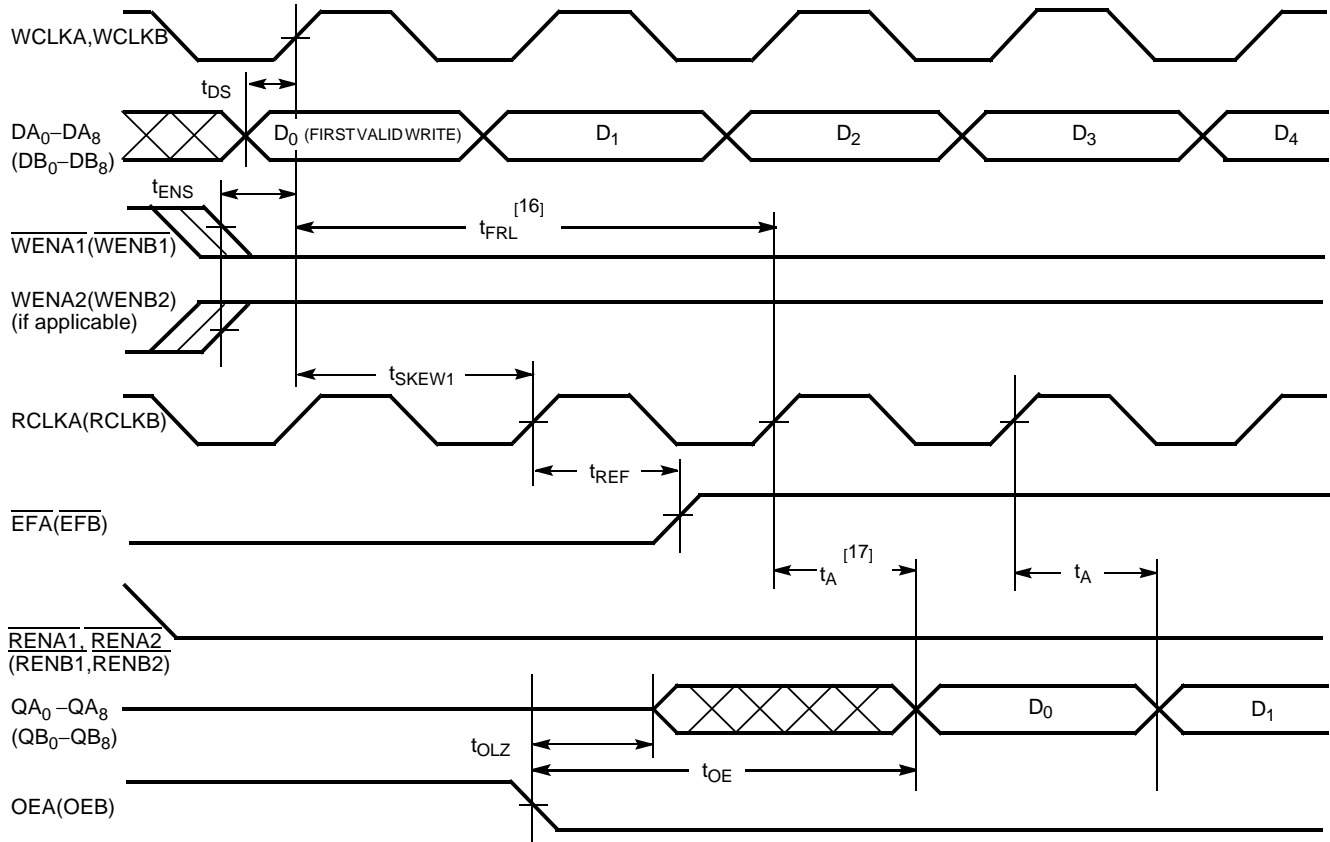 WCLKA,WCLKB
tDS
DA0–DA8
(DB0–DB8)
D0 (FIRST VALID WRITE)
D1
D2
D3
D4
tENS
WENA1(WENB1)
tFRL [16]
WENA2(WENB2)
(if applicable)
tSKEW1
RCLKA(RCLKB)
tREF
EFA(EFB)
tA [17]
tA
RENA1, RENA2
(RENB1,RENB2)
QA0 –QA8
(QB0–QB8)
D0
D1
tOLZ
tOE
OEA(OEB)